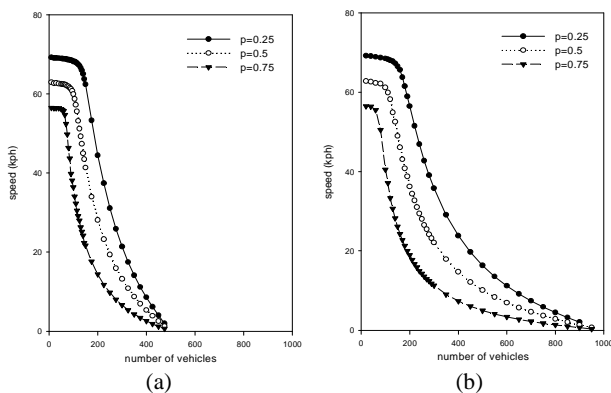 80
60
40
20
0
speed (kph)
p=0.25
p=0.5
p=0.75
0 200 400 600 800 1000
number of vehicles
(a)
80
60
40
20
0
speed (kph)
p=0.25
p=0.5
p=0.75
0 200 400 600 800 1000
number of vehicles
(b)